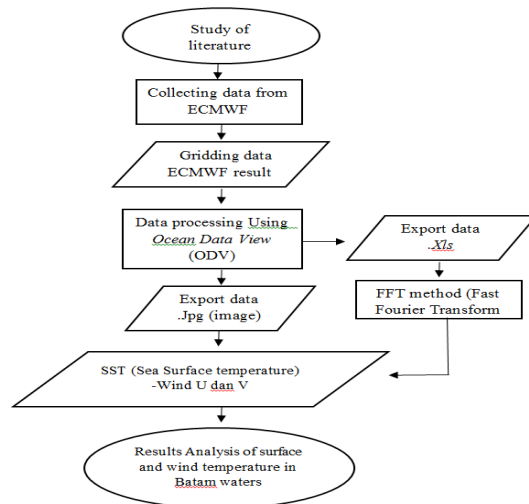 Study of
literature
Collecting data from
ECMWF
Gridding data
ECMWF result
Data processing Using
Ocean Data View
(ODV)
Export data
.Xls
Export data
.Jpg (image)
FFT method (Fast
Fourier Transform
SST (Sea Surface temperature)
-Wind U dan V
Results Analysis of surface
and wind temperature in
Batam waters